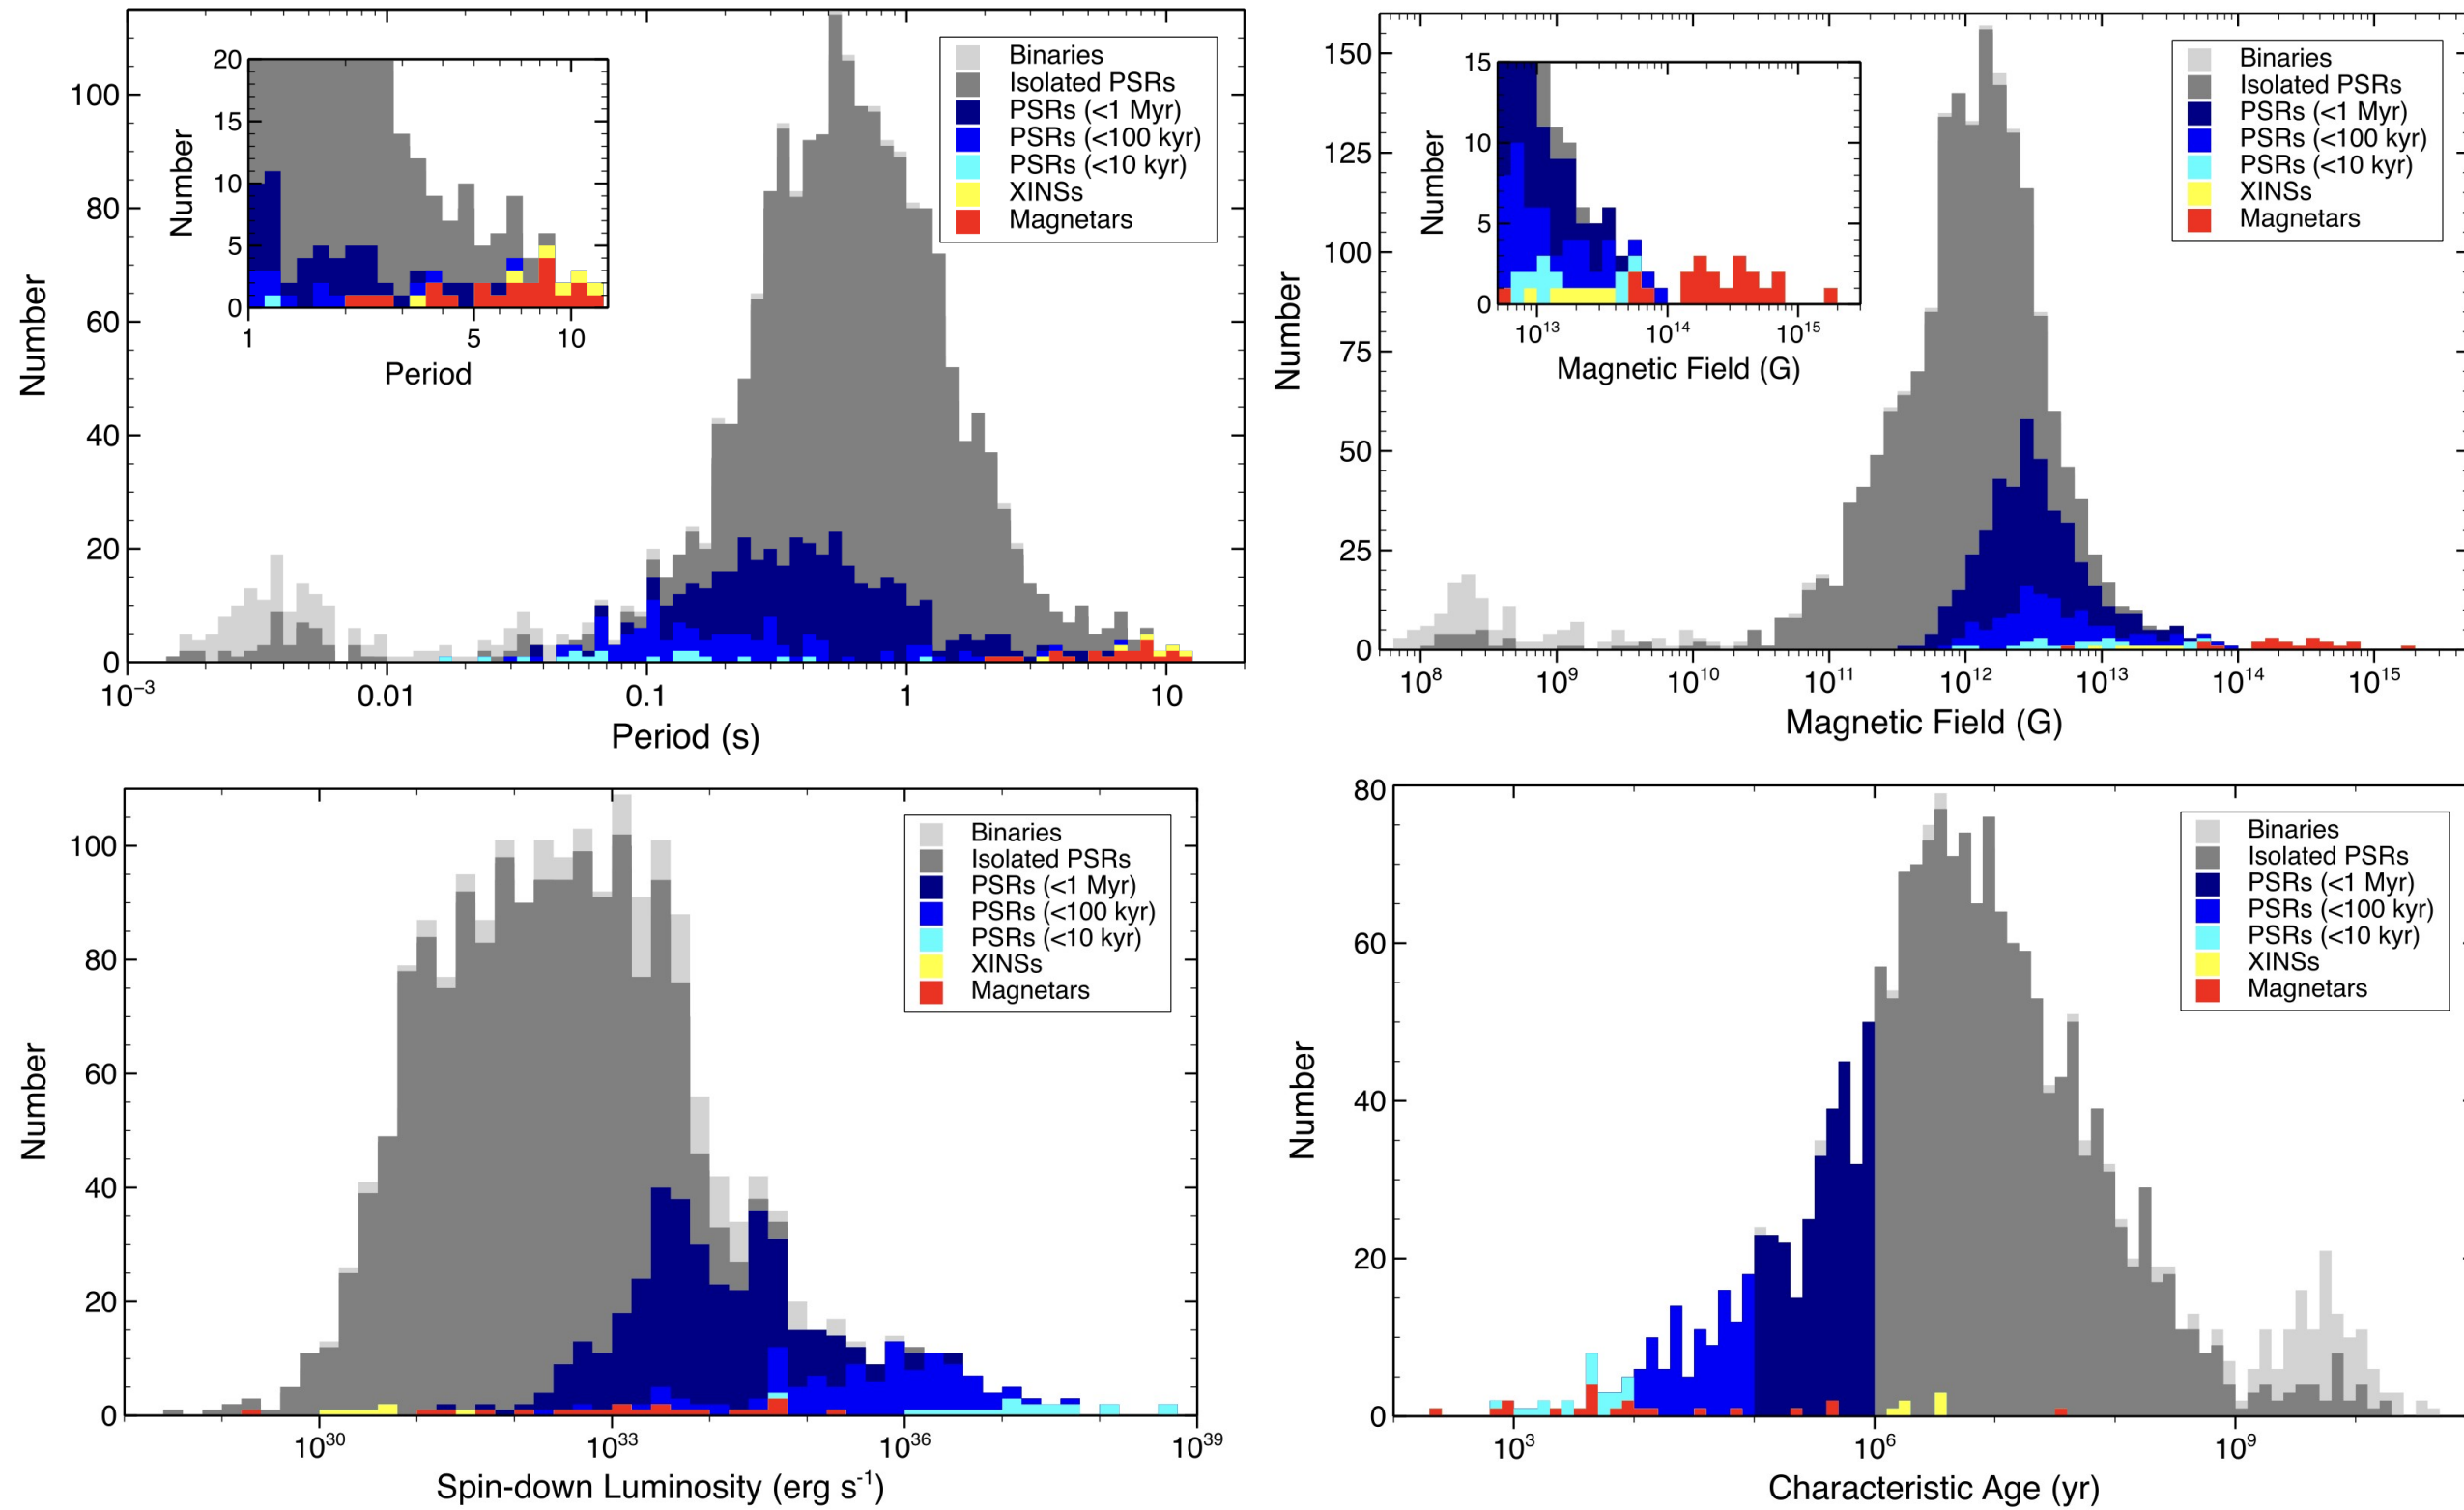 100
80
60
40
20
0
Number
10⁻³
0.01
0.1
1
10
Period (s)
Binaries
Isolated PSRs
PSRs (<1 Myr)
PSRs (<100 kyr)
PSRs (<10 kyr)
XINSs
Magnetars
20
15
10
5
0
Number
1
5
10
Period
150
125
100
75
50
25
0
Number
10⁸
10⁹
10¹⁰
10¹¹
10¹²
10¹³
10¹⁴
10¹⁵
Magnetic Field (G)
Binaries
Isolated PSRs
PSRs (<1 Myr)
PSRs (<100 kyr)
PSRs (<10 kyr)
XINSs
Magnetars
15
10
5
0
Number
10¹³
10¹⁴
10¹⁵
Magnetic Field (G)
100
80
60
40
20
0
Number
10³⁰
10³³
10³⁶
10³⁹
Spin-down Luminosity (erg s⁻¹)
Binaries
Isolated PSRs
PSRs (<1 Myr)
PSRs (<100 kyr)
PSRs (<10 kyr)
XINSs
Magnetars
80
60
40
20
0
Number
10³
10⁶
10⁹
Characteristic Age (yr)
Binaries
Isolated PSRs
PSRs (<1 Myr)
PSRs (<100 kyr)
PSRs (<10 kyr)
XINSs
Magnetars